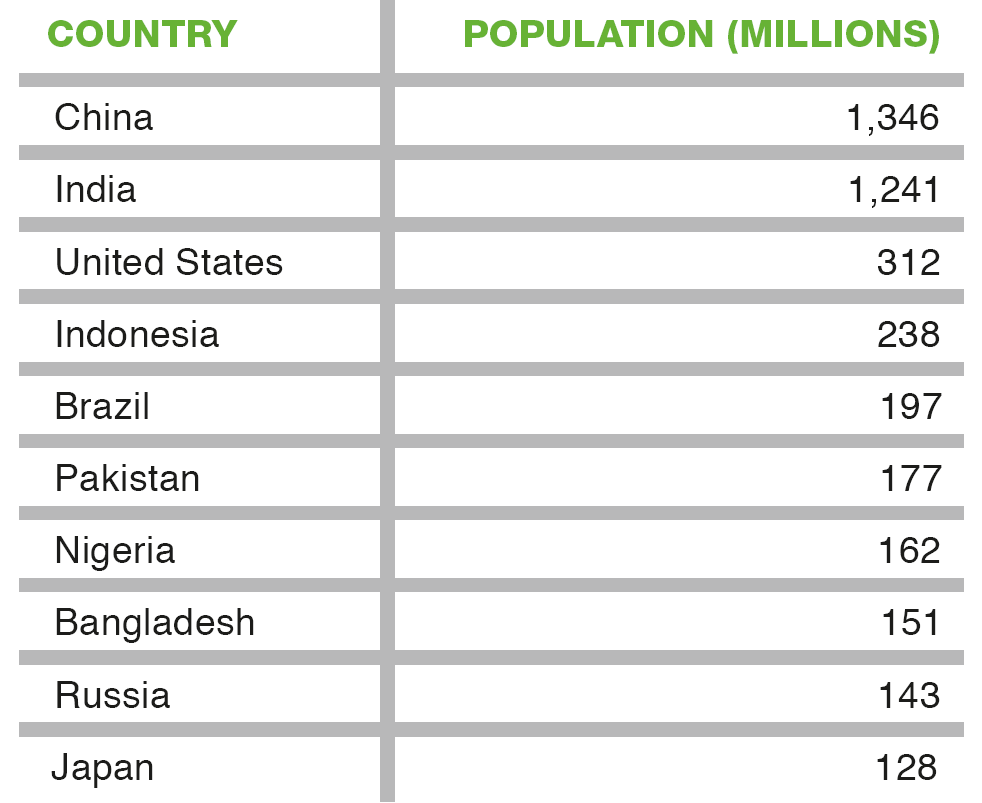 COUNTRY POPULATION (MILLIONS)
China 1,346
India 1,241
United States 312
Indonesia 238
Brazil 197
Pakistan 177
Nigeria 162
Bangladesh 151
Russia 143
Japan 128